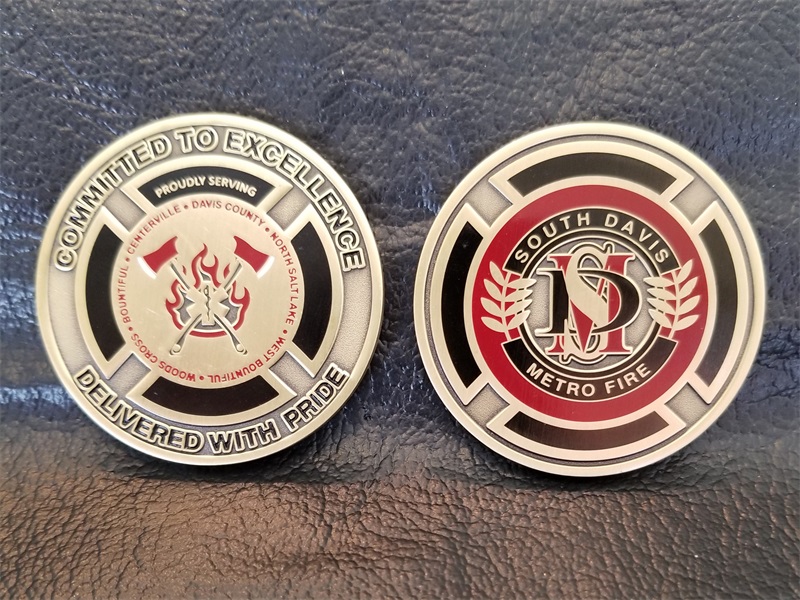 COMMITTED TO EXCELLENCE
PROUDLY SERVING
WOODS CROSS • BOUNTIFUL • CENTERVILLE • DAVIS COUNTY • NORTH SALT LAKE • WEST BOUNTIFUL •
DELIVERED WITH PRIDE
SOUTH DAVIS
SDM
METRO FIRE